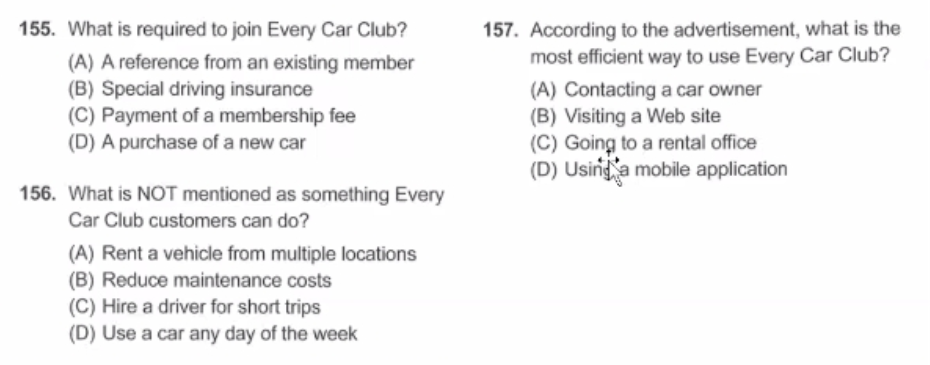 155. What is required to join Every Car Club?
(A) A reference from an existing member
(B) Special driving insurance
(C) Payment of a membership fee
(D) A purchase of a new car
156. What is NOT mentioned as something Every
Car Club customers can do?
(A) Rent a vehicle from multiple locations
(B) Reduce maintenance costs
(C) Hire a driver for short trips
(D) Use a car any day of the week
157. According to the advertisement, what is the
most efficient way to use Every Car Club?
(A) Contacting a car owner
(B) Visiting a Web site
(C) Going to a rental office
(D) Using a mobile application